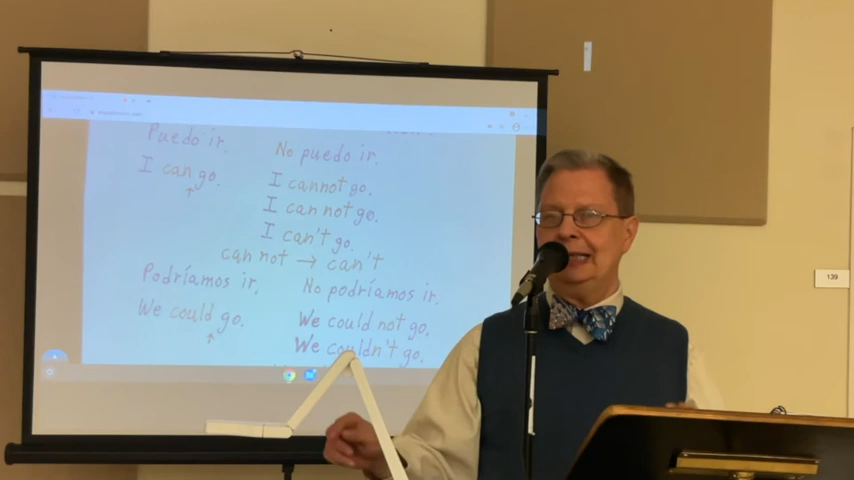 Puedo ir.
No puedo ir.
I can go.
↑
I cannot go.
I can not go.
I can't go.
can not → can't
Podríamos ir.
No podríamos ir.
We could go.
↑
We could not go.
We couldn't go.
139